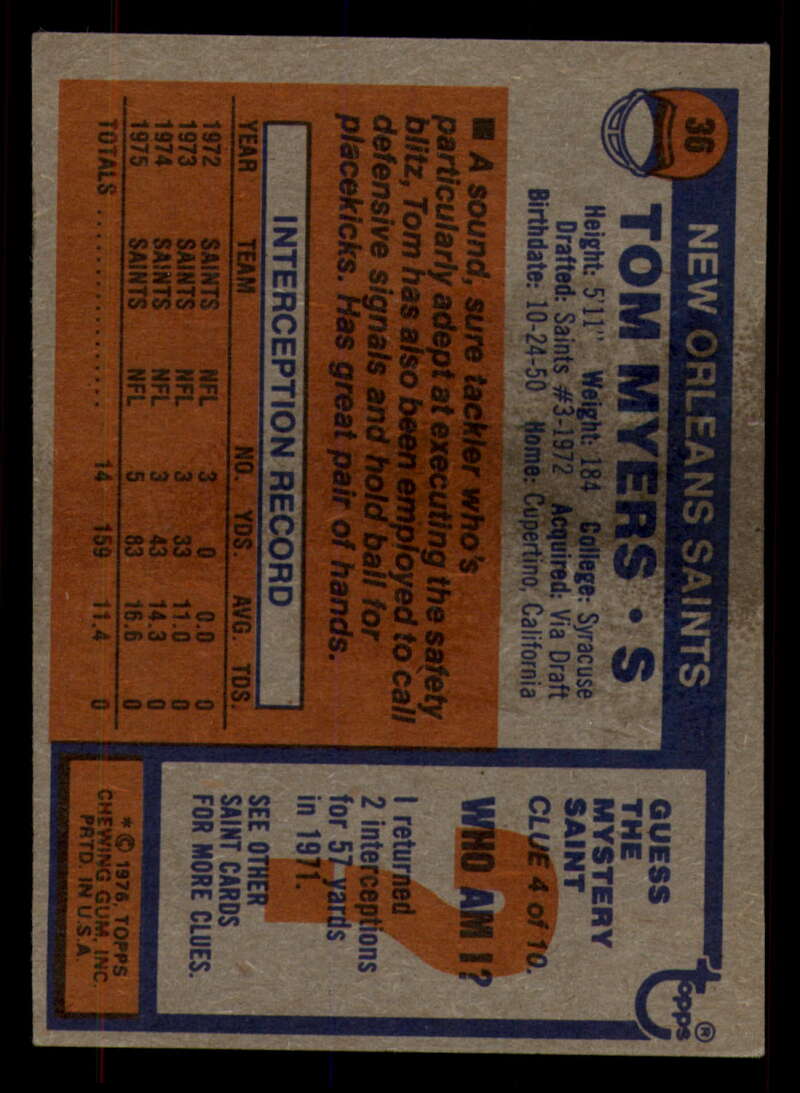 36
NEW ORLEANS SAINTS
TOM MYERS • S
Height: 5'11" Weight: 184 College: Syracuse
Drafted: Saints #3-1972 Acquired: Via Draft
Birthdate: 10-24-50 Home: Cupertino, California
■ A sound, sure tackler who's
particularly adept at executing the safety
blitz, Tom has also been employed to call
defensive signals and hold ball for
placekicks. Has great pair of hands.
INTERCEPTION RECORD
YEAR TEAM NO. YDS. AVG. TDS.
1972 SAINTS NFL 3 0 0.0 0
1973 SAINTS NFL 3 33 11.0 0
1974 SAINTS NFL 3 43 14.3 0
1975 SAINTS NFL 5 83 16.6 0
TOTALS .................. 14 159 11.4 0
topps®
GUESS
THE
MYSTERY
SAINT
CLUE 4 of 10.
?
WHO AM I?
I returned
2 interceptions
for 57 yards
in 1971.
SEE OTHER
SAINT CARDS
FOR MORE CLUES.
* © 1976, TOPPS
CHEWING GUM, INC.
PRTD. IN U.S.A.